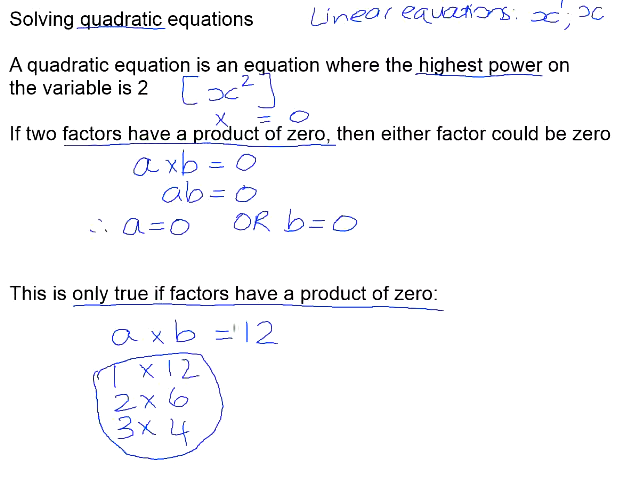 Solving quadratic equations
Linear equations: x¹; x
A quadratic equation is an equation where the highest power on
the variable is 2
[x²]
x = 0
If two factors have a product of zero, then either factor could be zero
a x b = 0
ab = 0
∴ a = 0 OR b = 0
This is only true if factors have a product of zero:
a x b = 12
1 x 12
2 x 6
3 x 4